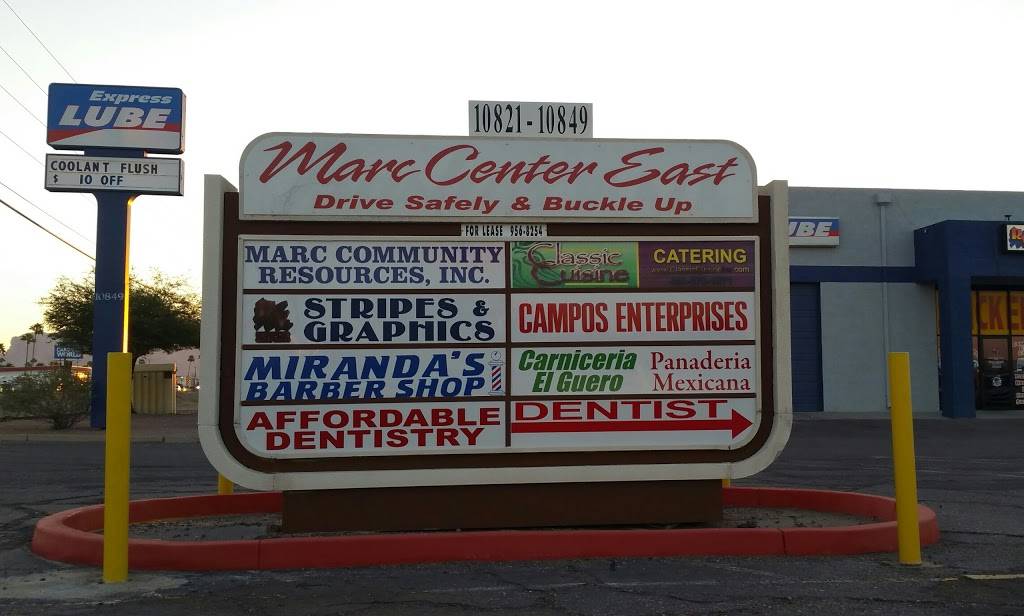 Express
LUBE
COOLANT FLUSH
$ 10 OFF
10849
10821-10849
Marc Center East
Drive Safely & Buckle Up
FOR LEASE 956-8254
MARC COMMUNITY
RESOURCES, INC.
Classic
Cuisine
CATERING
STRIPES &
GRAPHICS
CAMPOS ENTERPRISES
MIRANDA'S
BARBER SHOP
Carniceria
El Guero
Panaderia
Mexicana
AFFORDABLE
DENTISTRY
DENTIST